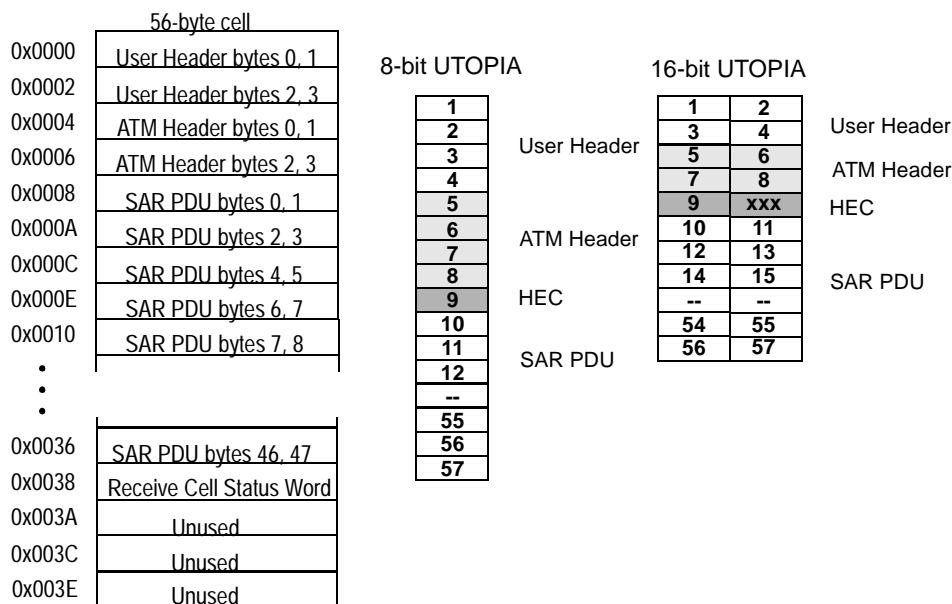 56-byte cell
0x0000 User Header bytes 0, 1
0x0002 User Header bytes 2, 3
0x0004 ATM Header bytes 0, 1
0x0006 ATM Header bytes 2, 3
0x0008 SAR PDU bytes 0, 1
0x000A SAR PDU bytes 2, 3
0x000C SAR PDU bytes 4, 5
0x000E SAR PDU bytes 6, 7
0x0010 SAR PDU bytes 7, 8
0x0036 SAR PDU bytes 46, 47
0x0038 Receive Cell Status Word
0x003A Unused
0x003C Unused
0x003E Unused
8-bit UTOPIA
1
2
3
4
5
6
7
8
9
10
11
12
--
55
56
57
User Header
ATM Header
HEC
SAR PDU
16-bit UTOPIA
1 2
3 4
5 6
7 8
9 xxx
10 11
12 13
14 15
-- --
54 55
56 57
User Header
ATM Header
HEC
SAR PDU